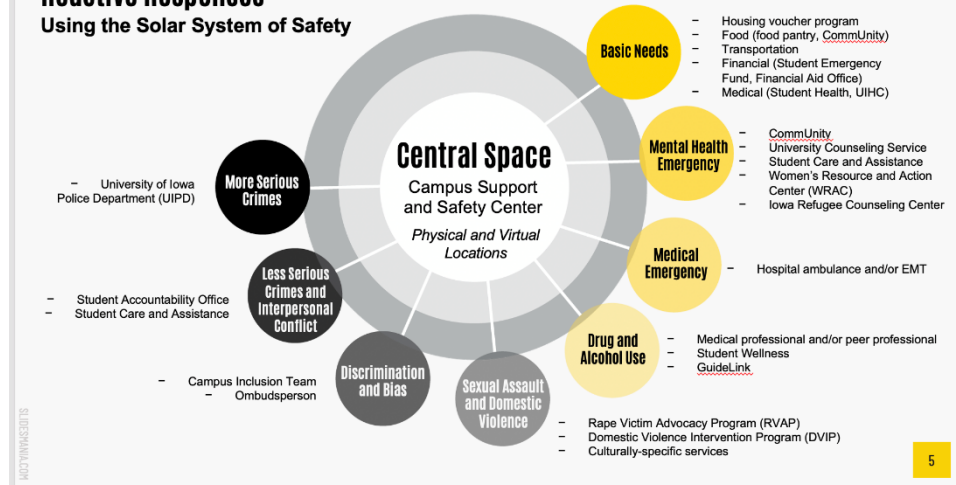 Reactive Responses
Using the Solar System of Safety
Basic Needs
- Housing voucher program
- Food (food pantry, CommUnity)
- Transportation
- Financial (Student Emergency
Fund, Financial Aid Office)
- Medical (Student Health, UIHC)
Mental Health
Emergency
- CommUnity
- University Counseling Service
- Student Care and Assistance
- Women's Resource and Action
Center (WRAC)
- Iowa Refugee Counseling Center
Central Space
Campus Support
and Safety Center
Physical and Virtual
Locations
More Serious
Crimes
- University of Iowa
Police Department (UIPD)
Medical
Emergency
- Hospital ambulance and/or EMT
Less Serious
Crimes and
Interpersonal
Conflict
- Student Accountability Office
- Student Care and Assistance
Drug and
Alcohol Use
- Medical professional and/or peer professional
- Student Wellness
- GuideLink
Discrimination
and Bias
- Campus Inclusion Team
- Ombudsperson
Sexual Assault
and Domestic
Violence
- Rape Victim Advocacy Program (RVAP)
- Domestic Violence Intervention Program (DVIP)
- Culturally-specific services
SLIDESMANIA.COM
5